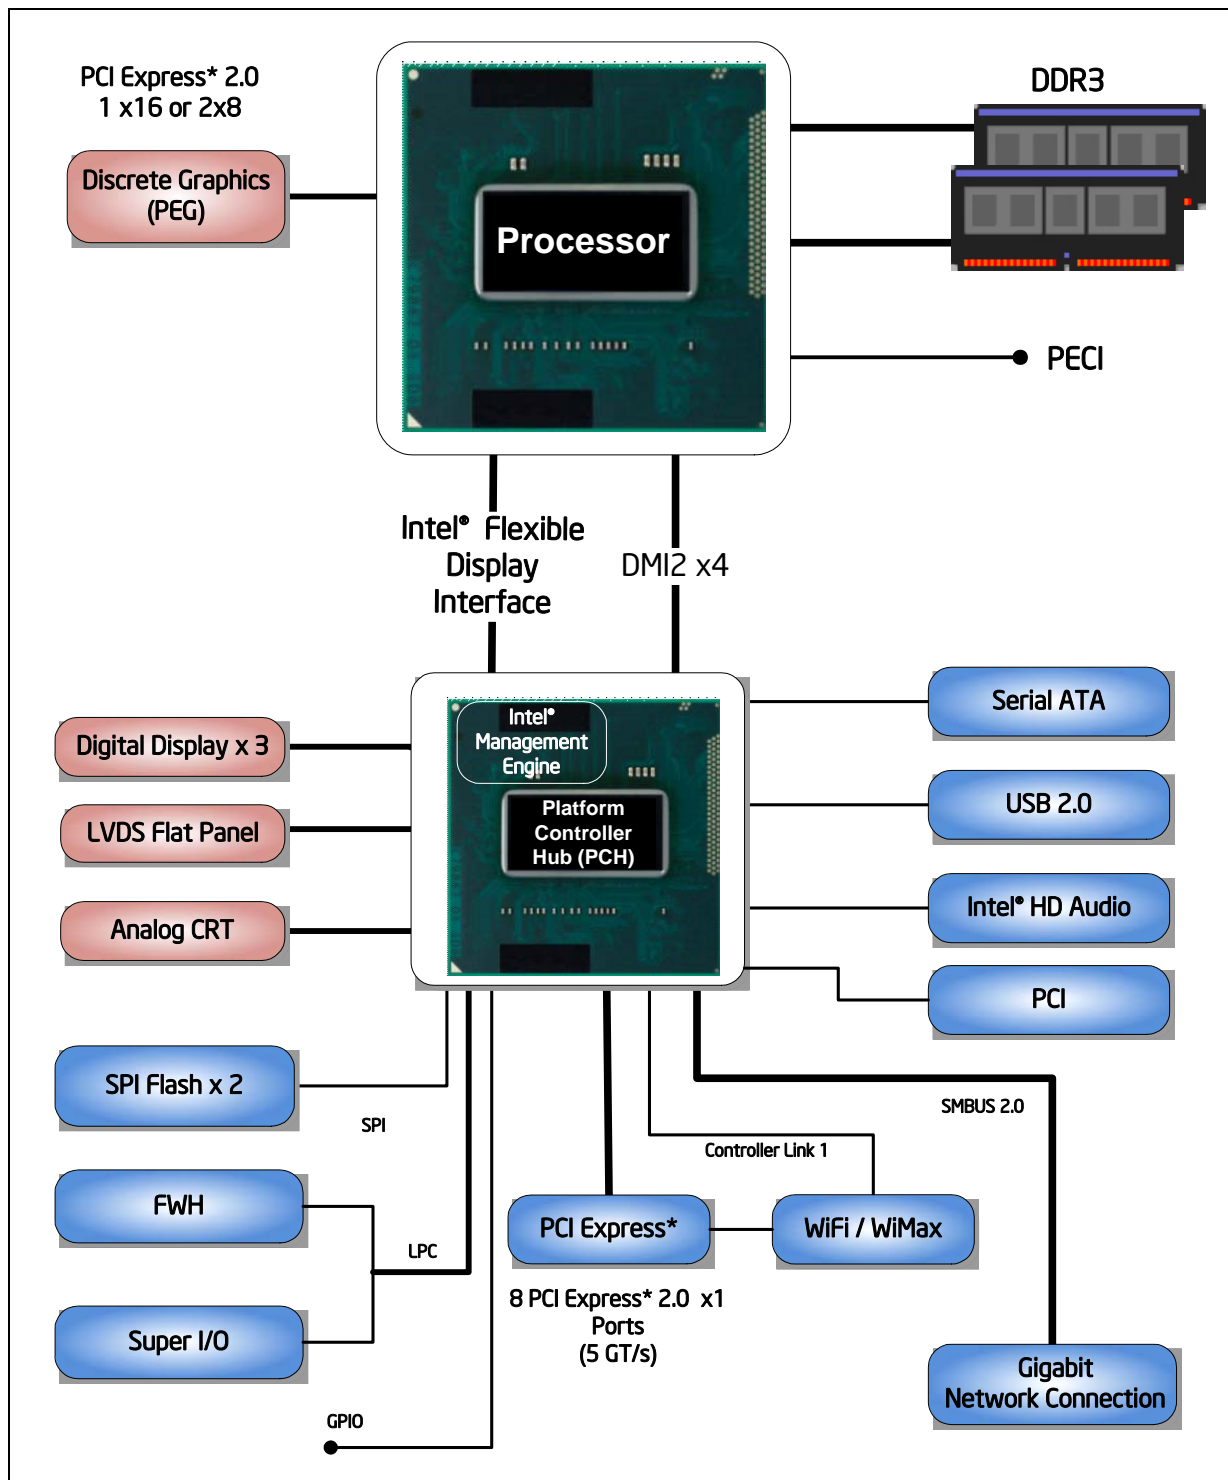 PCI Express* 2.0
1 x16 or 2x8
DDR3
Discrete Graphics
(PEG)
Processor
PECI
Intel® Flexible
Display
Interface
DMI2 x4
Intel®
Management
Engine
Platform
Controller
Hub (PCH)
Digital Display x 3
LVDS Flat Panel
Analog CRT
Serial ATA
USB 2.0
Intel® HD Audio
PCI
SPI Flash x 2
SPI
SMBUS 2.0
Controller Link 1
FWH
LPC
Super I/O
PCI Express*
WiFi / WiMax
8 PCI Express* 2.0 x1
Ports
(5 GT/s)
Gigabit
Network Connection
GPIO